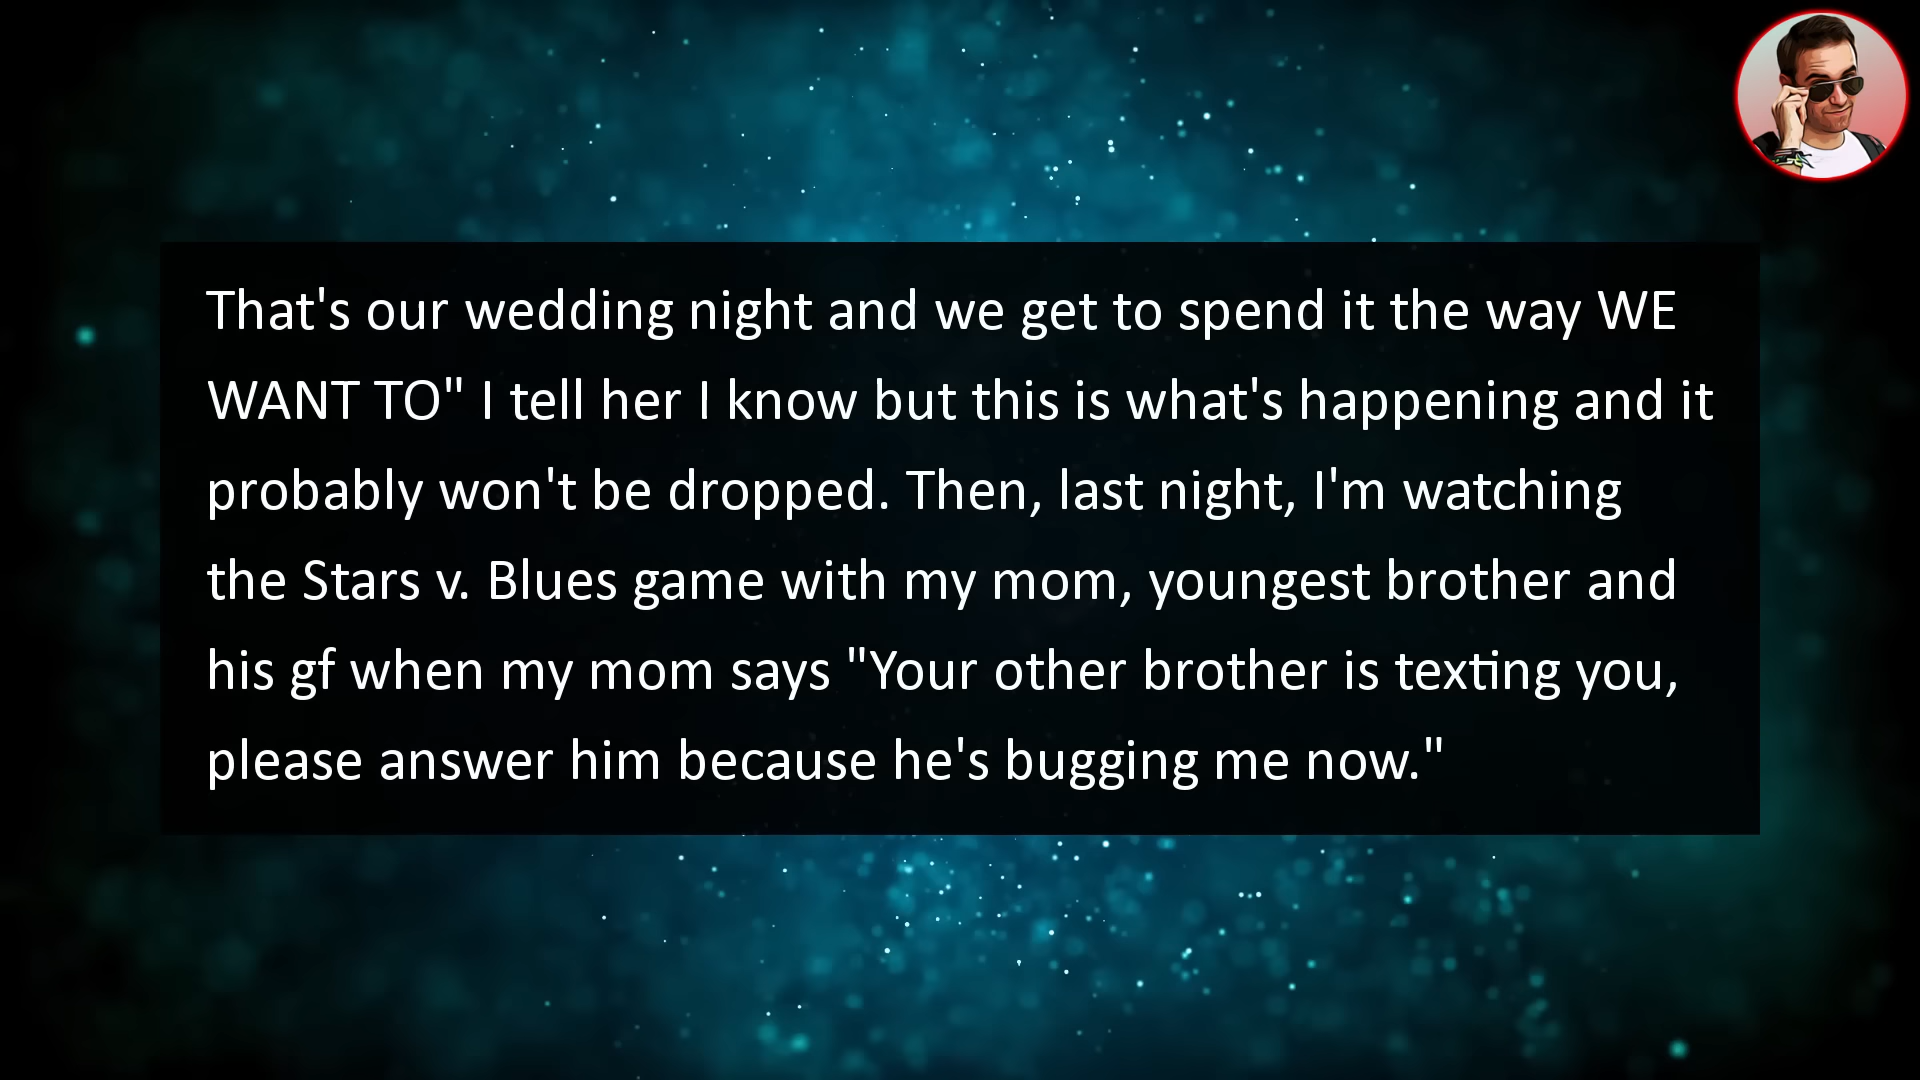 That's our wedding night and we get to spend it the way WE
WANT TO" I tell her I know but this is what's happening and it
probably won't be dropped. Then, last night, I'm watching
the Stars v. Blues game with my mom, youngest brother and
his gf when my mom says "Your other brother is texting you,
please answer him because he's bugging me now."